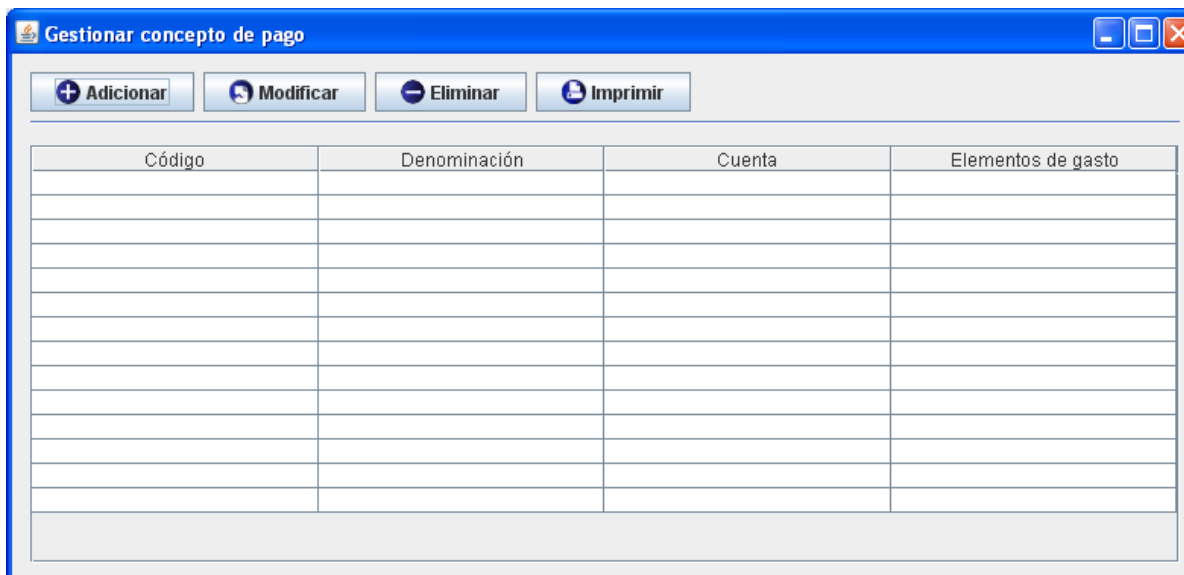 Gestionar concepto de pago
Adicionar Modificar Eliminar Imprimir
Código Denominación Cuenta Elementos de gasto